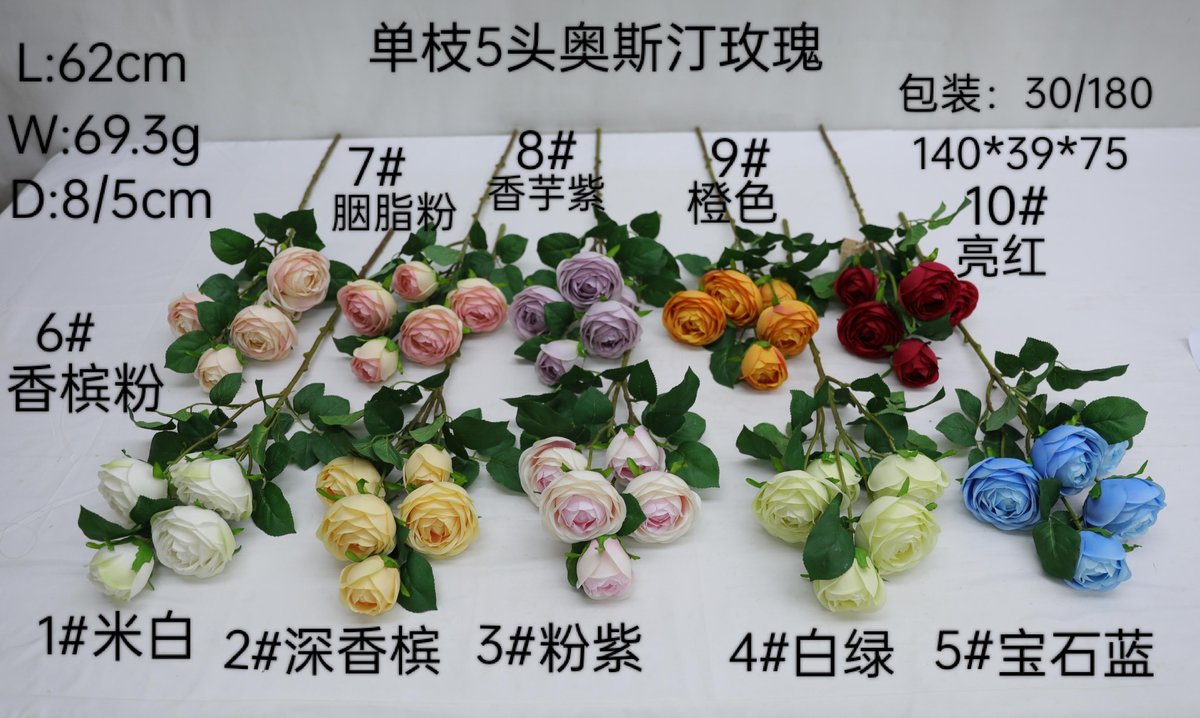 单枝5头奥斯汀玫瑰
L:62cm
W:69.3g
D:8/5cm
包装：30/180
140*39*75
7#
胭脂粉
8#
香芋紫
9#
橙色
10#
亮红
6#
香槟粉
1#米白
2#深香槟
3#粉紫
4#白绿
5#宝石蓝